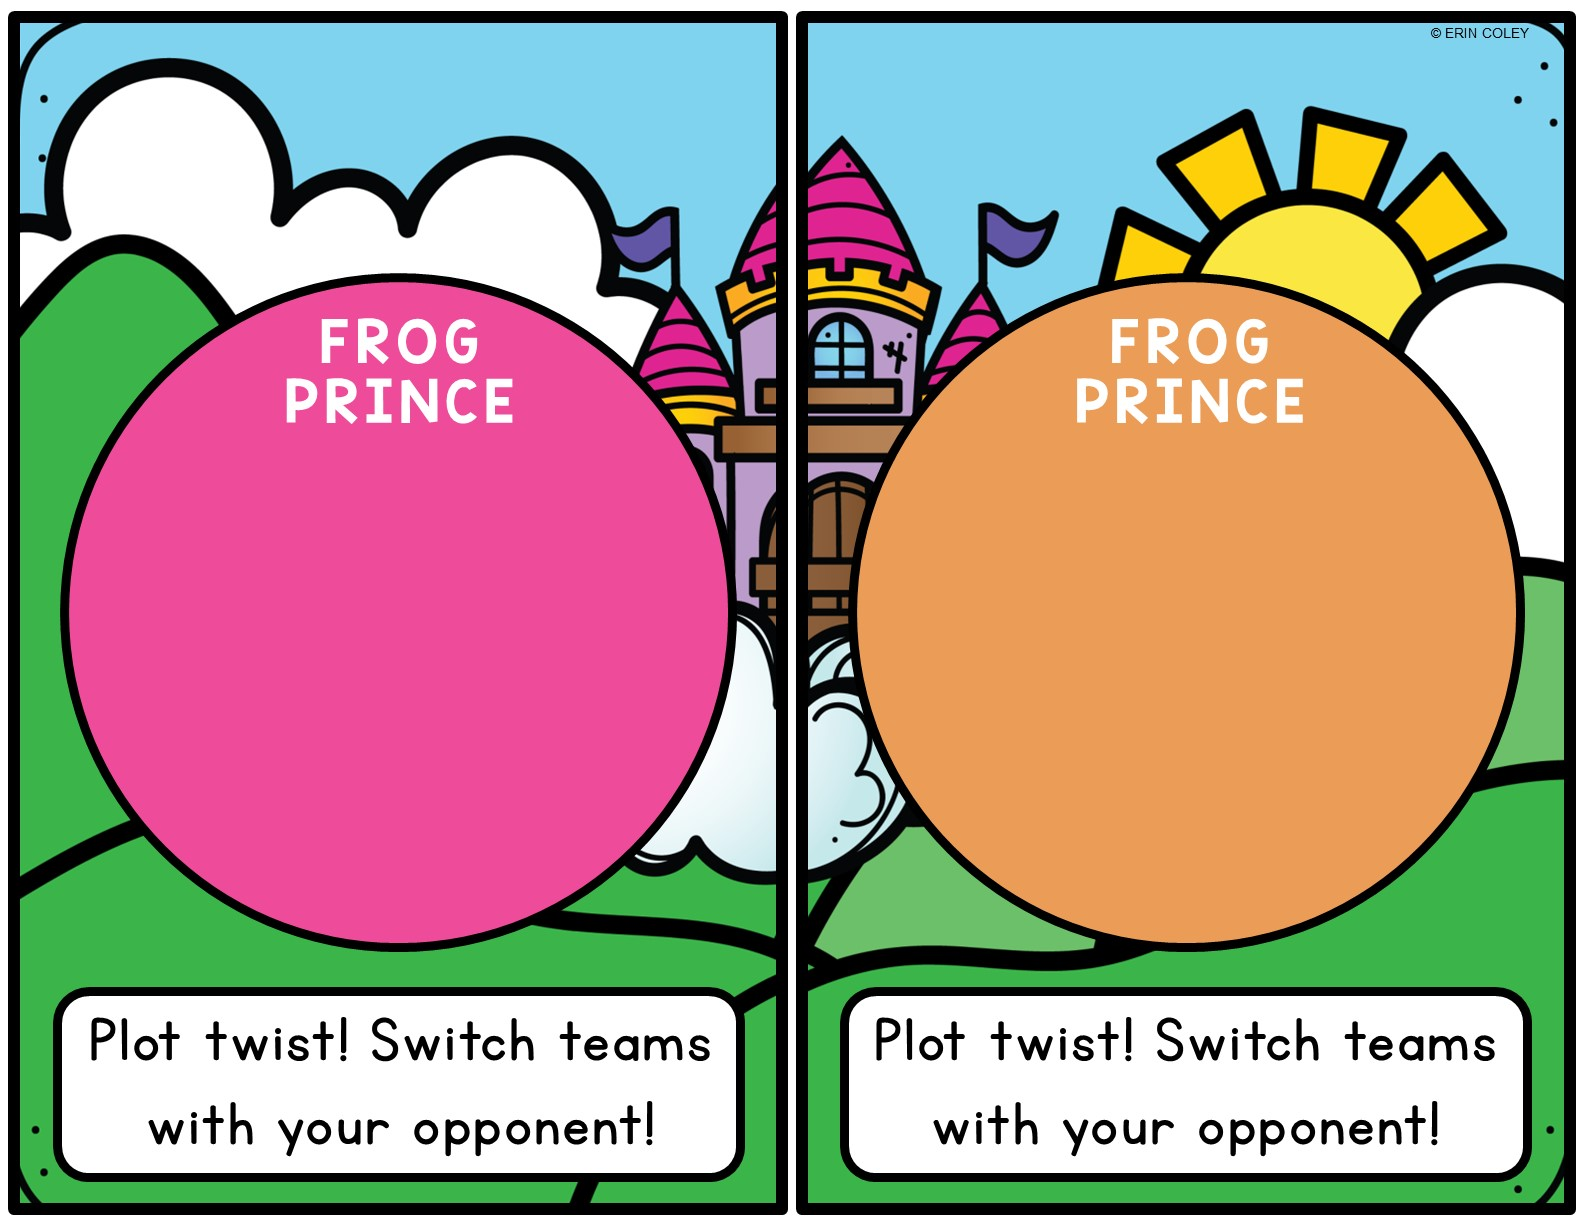 © ERIN COLEY
FROG
PRINCE
Plot twist! Switch teams
with your opponent!
FROG
PRINCE
Plot twist! Switch teams
with your opponent!